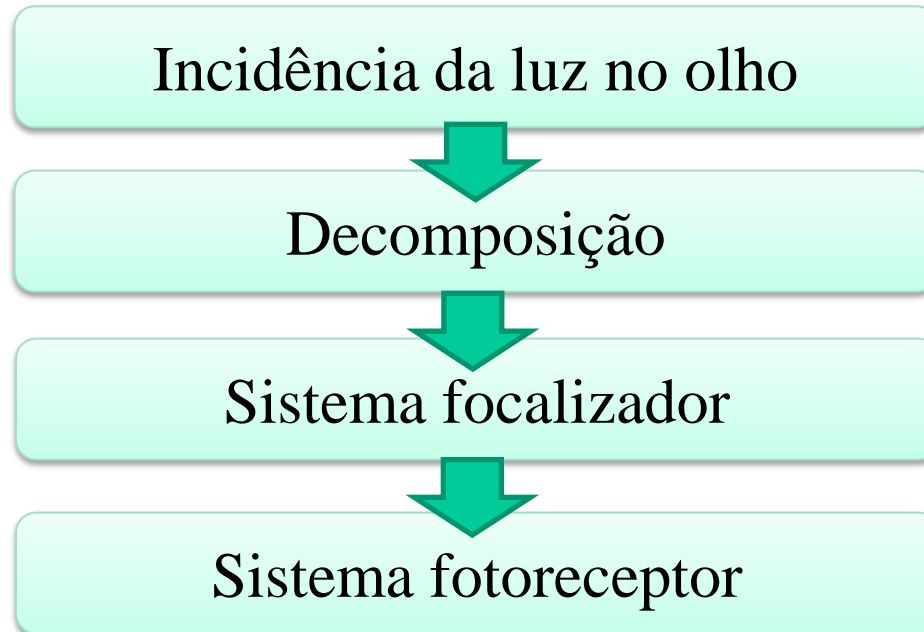 Incidência da luz no olho
Decomposição
Sistema focalizador
Sistema fotoreceptor